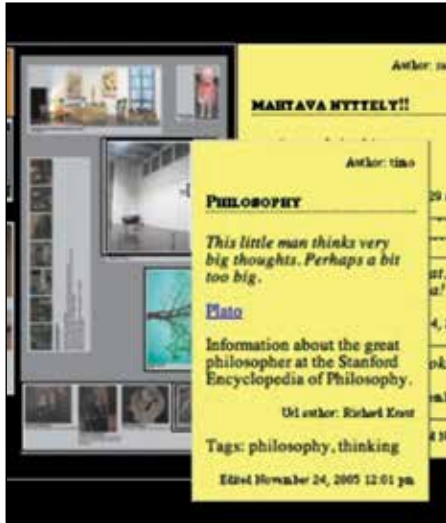 Author:
MAHTAVA NYTTELY!!
Author: timo
PHILOSOPHY
This little man thinks very
big thoughts. Perhaps a bit
too big.
Plato
Information about the great
philosopher at the Stanford
Encyclopedia of Philosophy.
Url author: Richard
Tags: philosophy, thinking
Edited November 24, 2005 12:01 pm
29